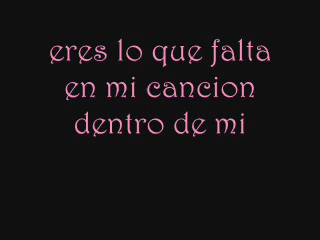 eres lo que falta
en mi cancion
dentro de mi